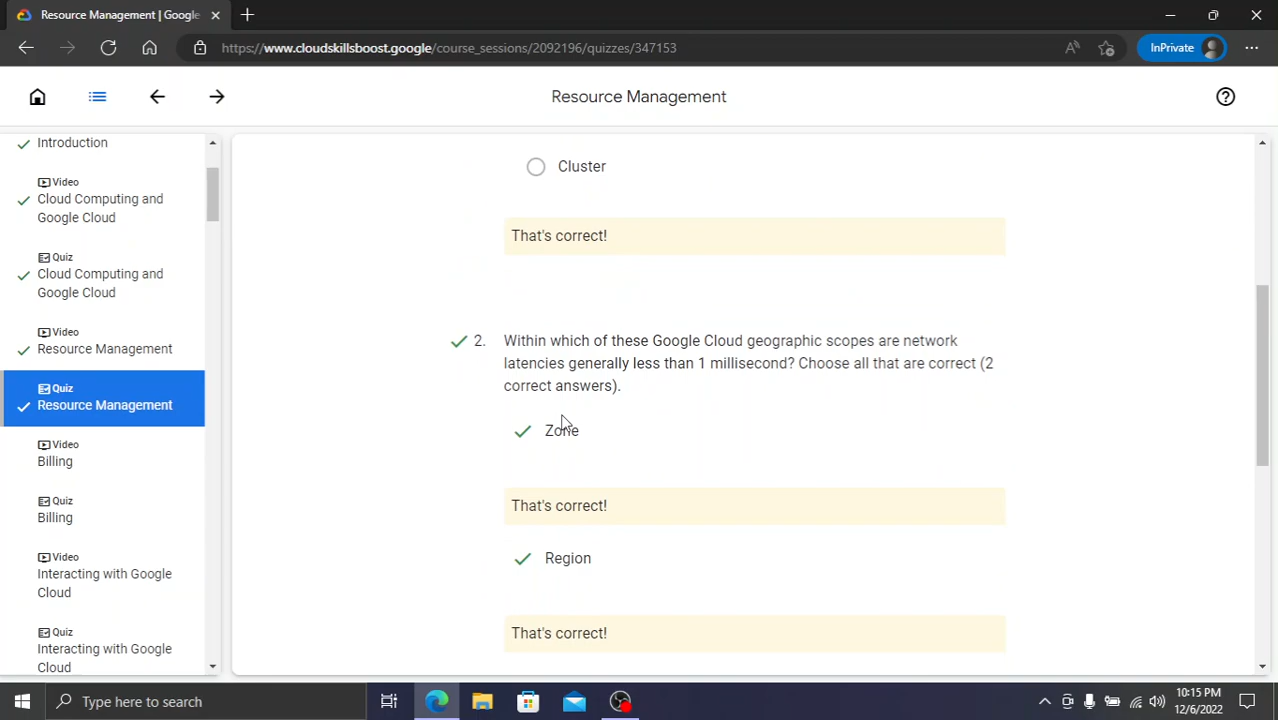 Resource Management | Google
https://www.cloudskillsboost.google/course_sessions/2092196/quizzes/347153
InPrivate
Resource Management
Introduction
Video
Cloud Computing and
Google Cloud
Quiz
Cloud Computing and
Google Cloud
Video
Resource Management
Quiz
Resource Management
Video
Billing
Quiz
Billing
Video
Interacting with Google
Cloud
Quiz
Interacting with Google
Cloud
Cluster
That's correct!
2. Within which of these Google Cloud geographic scopes are network
latencies generally less than 1 millisecond? Choose all that are correct (2
correct answers).
Zone
That's correct!
Region
That's correct!
Type here to search
10:15 PM
12/6/2022